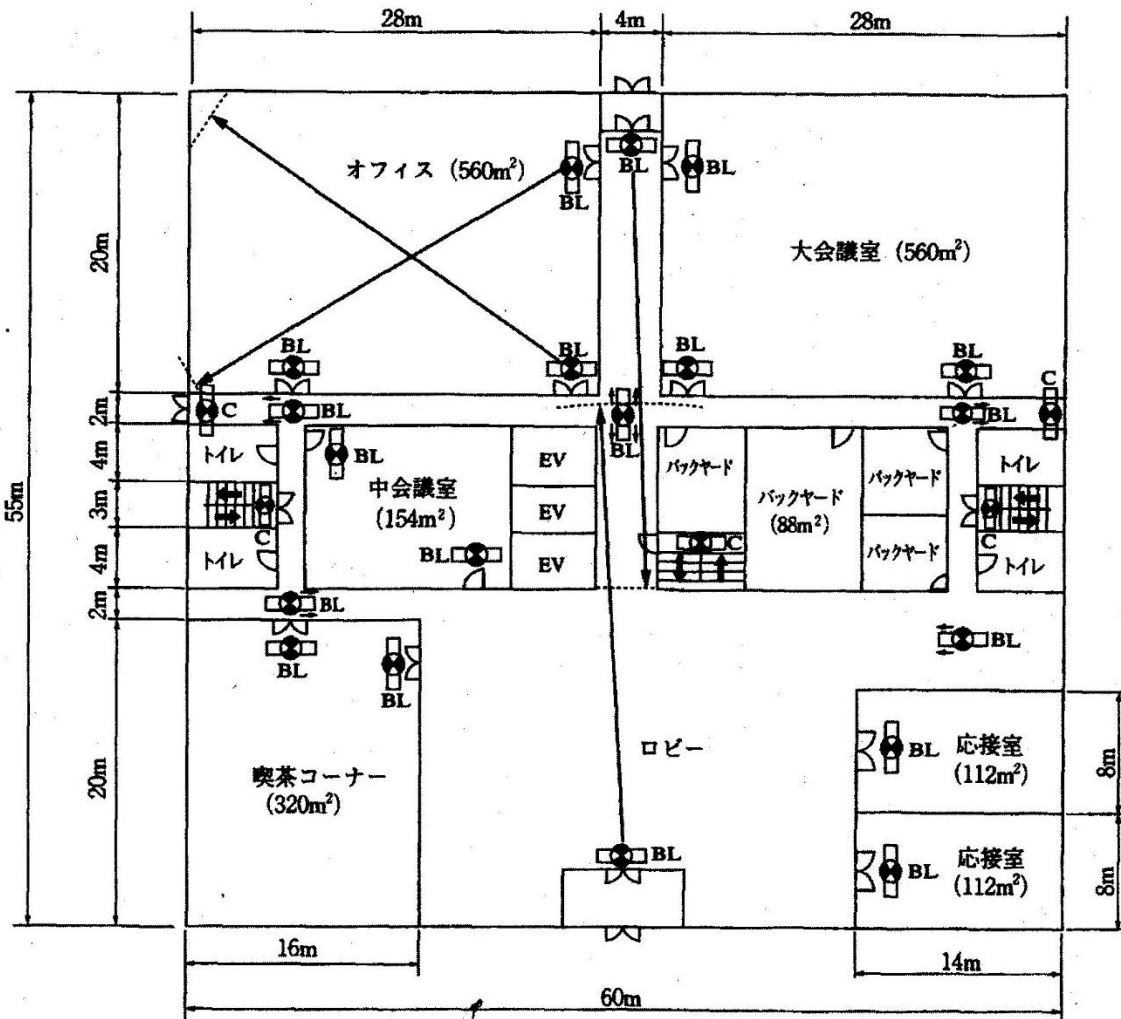 28m 4m 28m
BL
オフィス (560m²)
BL BL
大会議室 (560m²)
20m
BL BL BL BL
55m
2m
C BL BL BL C
4m
トイレ BL EV バックヤード バックヤード トイレ
中会議室
(154m²)
バックヤード
(88m²)
3m
EV
C C C
4m
トイレ BL EV バックヤード トイレ
2m
BL
BL BL
BL
20m
喫茶コーナー
(320m²)
ロビー
BL 応接室
(112m²)
8m
BL
BL 応接室
(112m²)
8m
16m 14m
60m